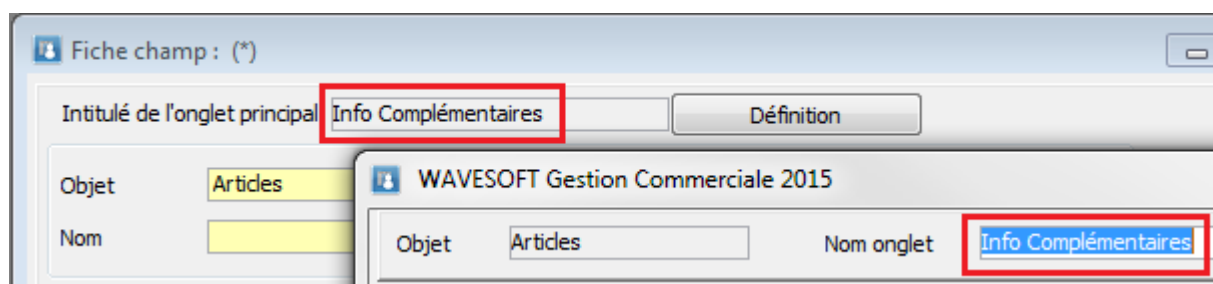 Fiche champ : (*)
Intitulé de l'onglet principal Info Complémentaires Définition
Objet Articles
Nom
WAVESOFT Gestion Commerciale 2015
Objet Articles Nom onglet Info Complémentaires